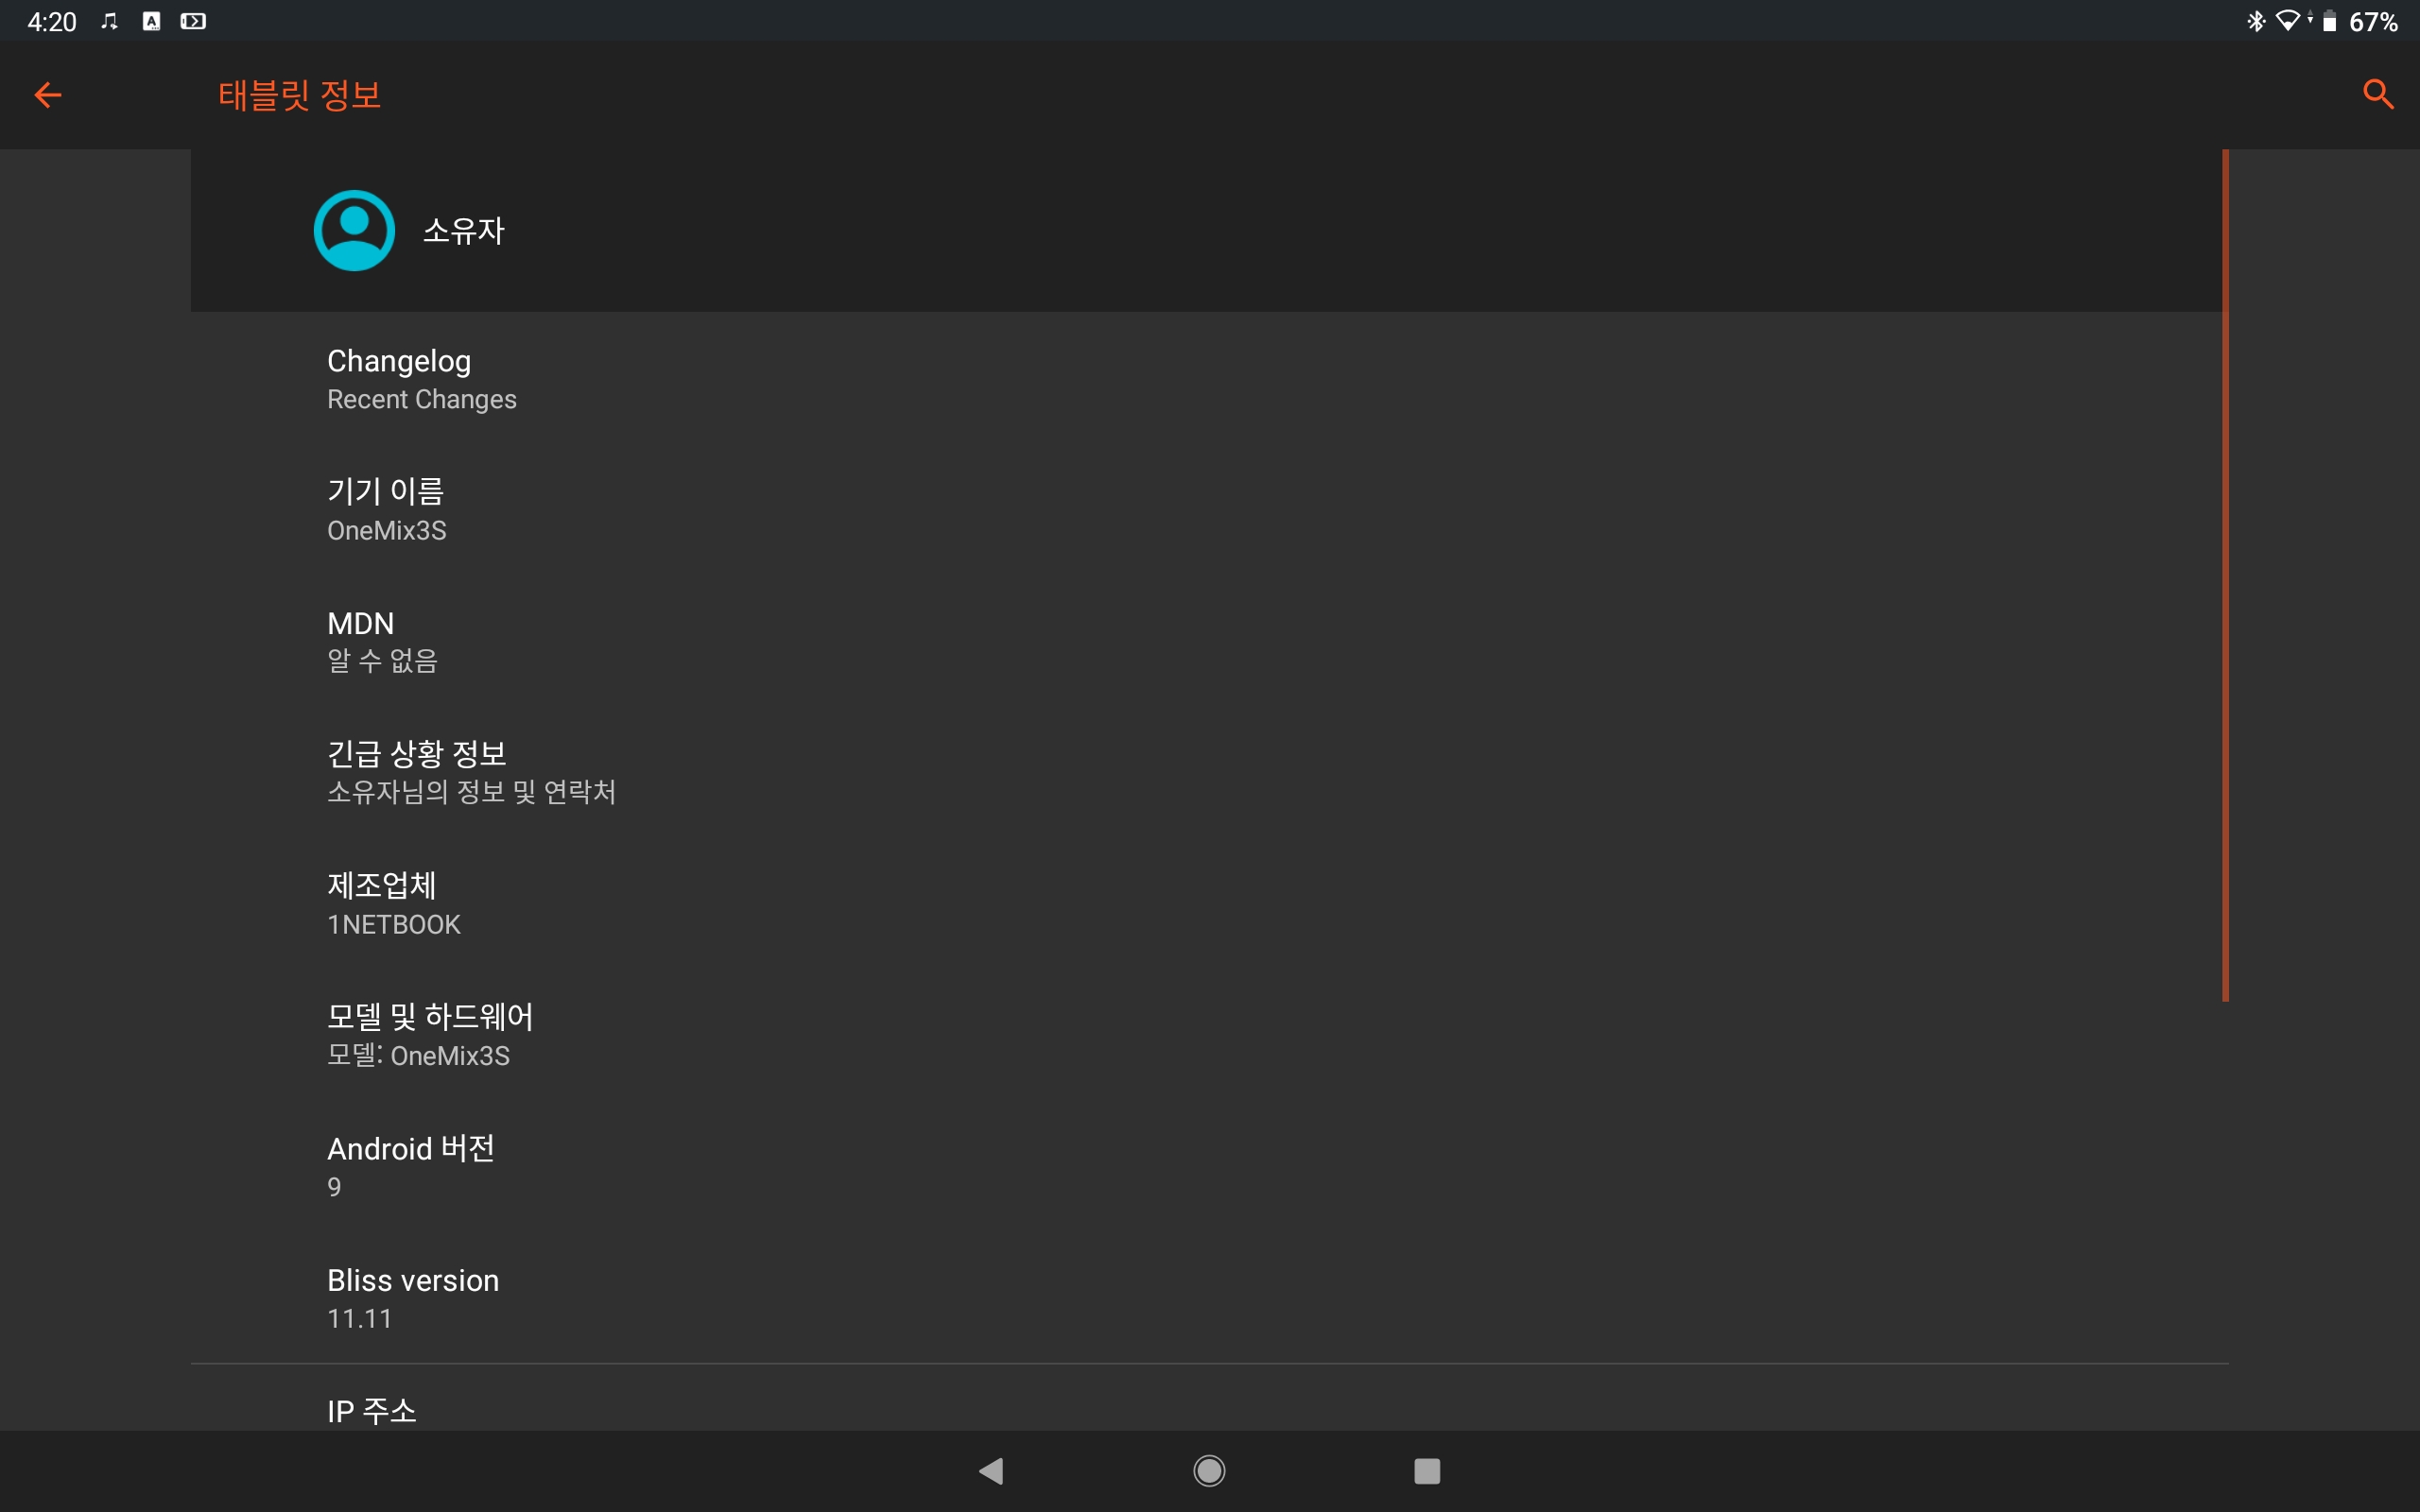 4:20
67%
태블릿 정보
소유자
Changelog
Recent Changes
기기 이름
OneMix3S
MDN
알 수 없음
긴급 상황 정보
소유자님의 정보 및 연락처
제조업체
1NETBOOK
모델 및 하드웨어
모델: OneMix3S
Android 버전
9
Bliss version
11.11
IP 주소